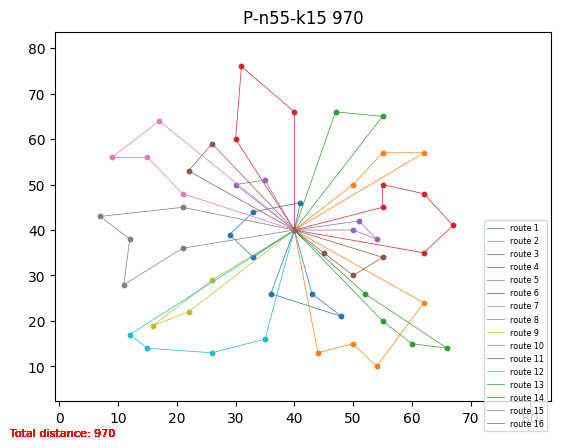 P-n55-k15 970
80
70
60
50
40
30
20
10
0
10
20
30
40
50
60
70
80
route 1
route 2
route 3
route 4
route 5
route 6
route 7
route 8
route 9
route 10
route 11
route 12
route 13
route 14
route 15
route 16
Total distance: 970